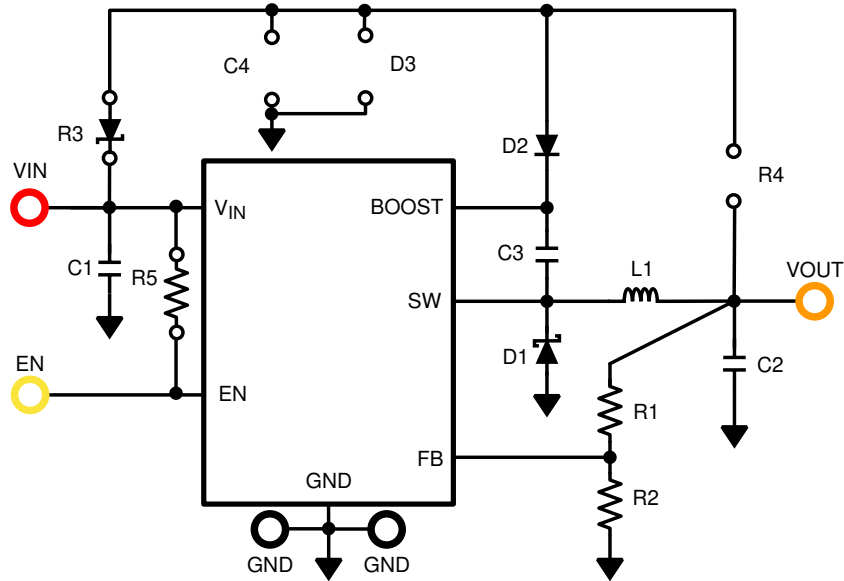 C4
D3
R3
D2
R4
VIN
VIN
BOOST
C1
R5
C3
L1
VOUT
SW
EN
EN
D1
C2
R1
FB
GND
R2
GND
GND